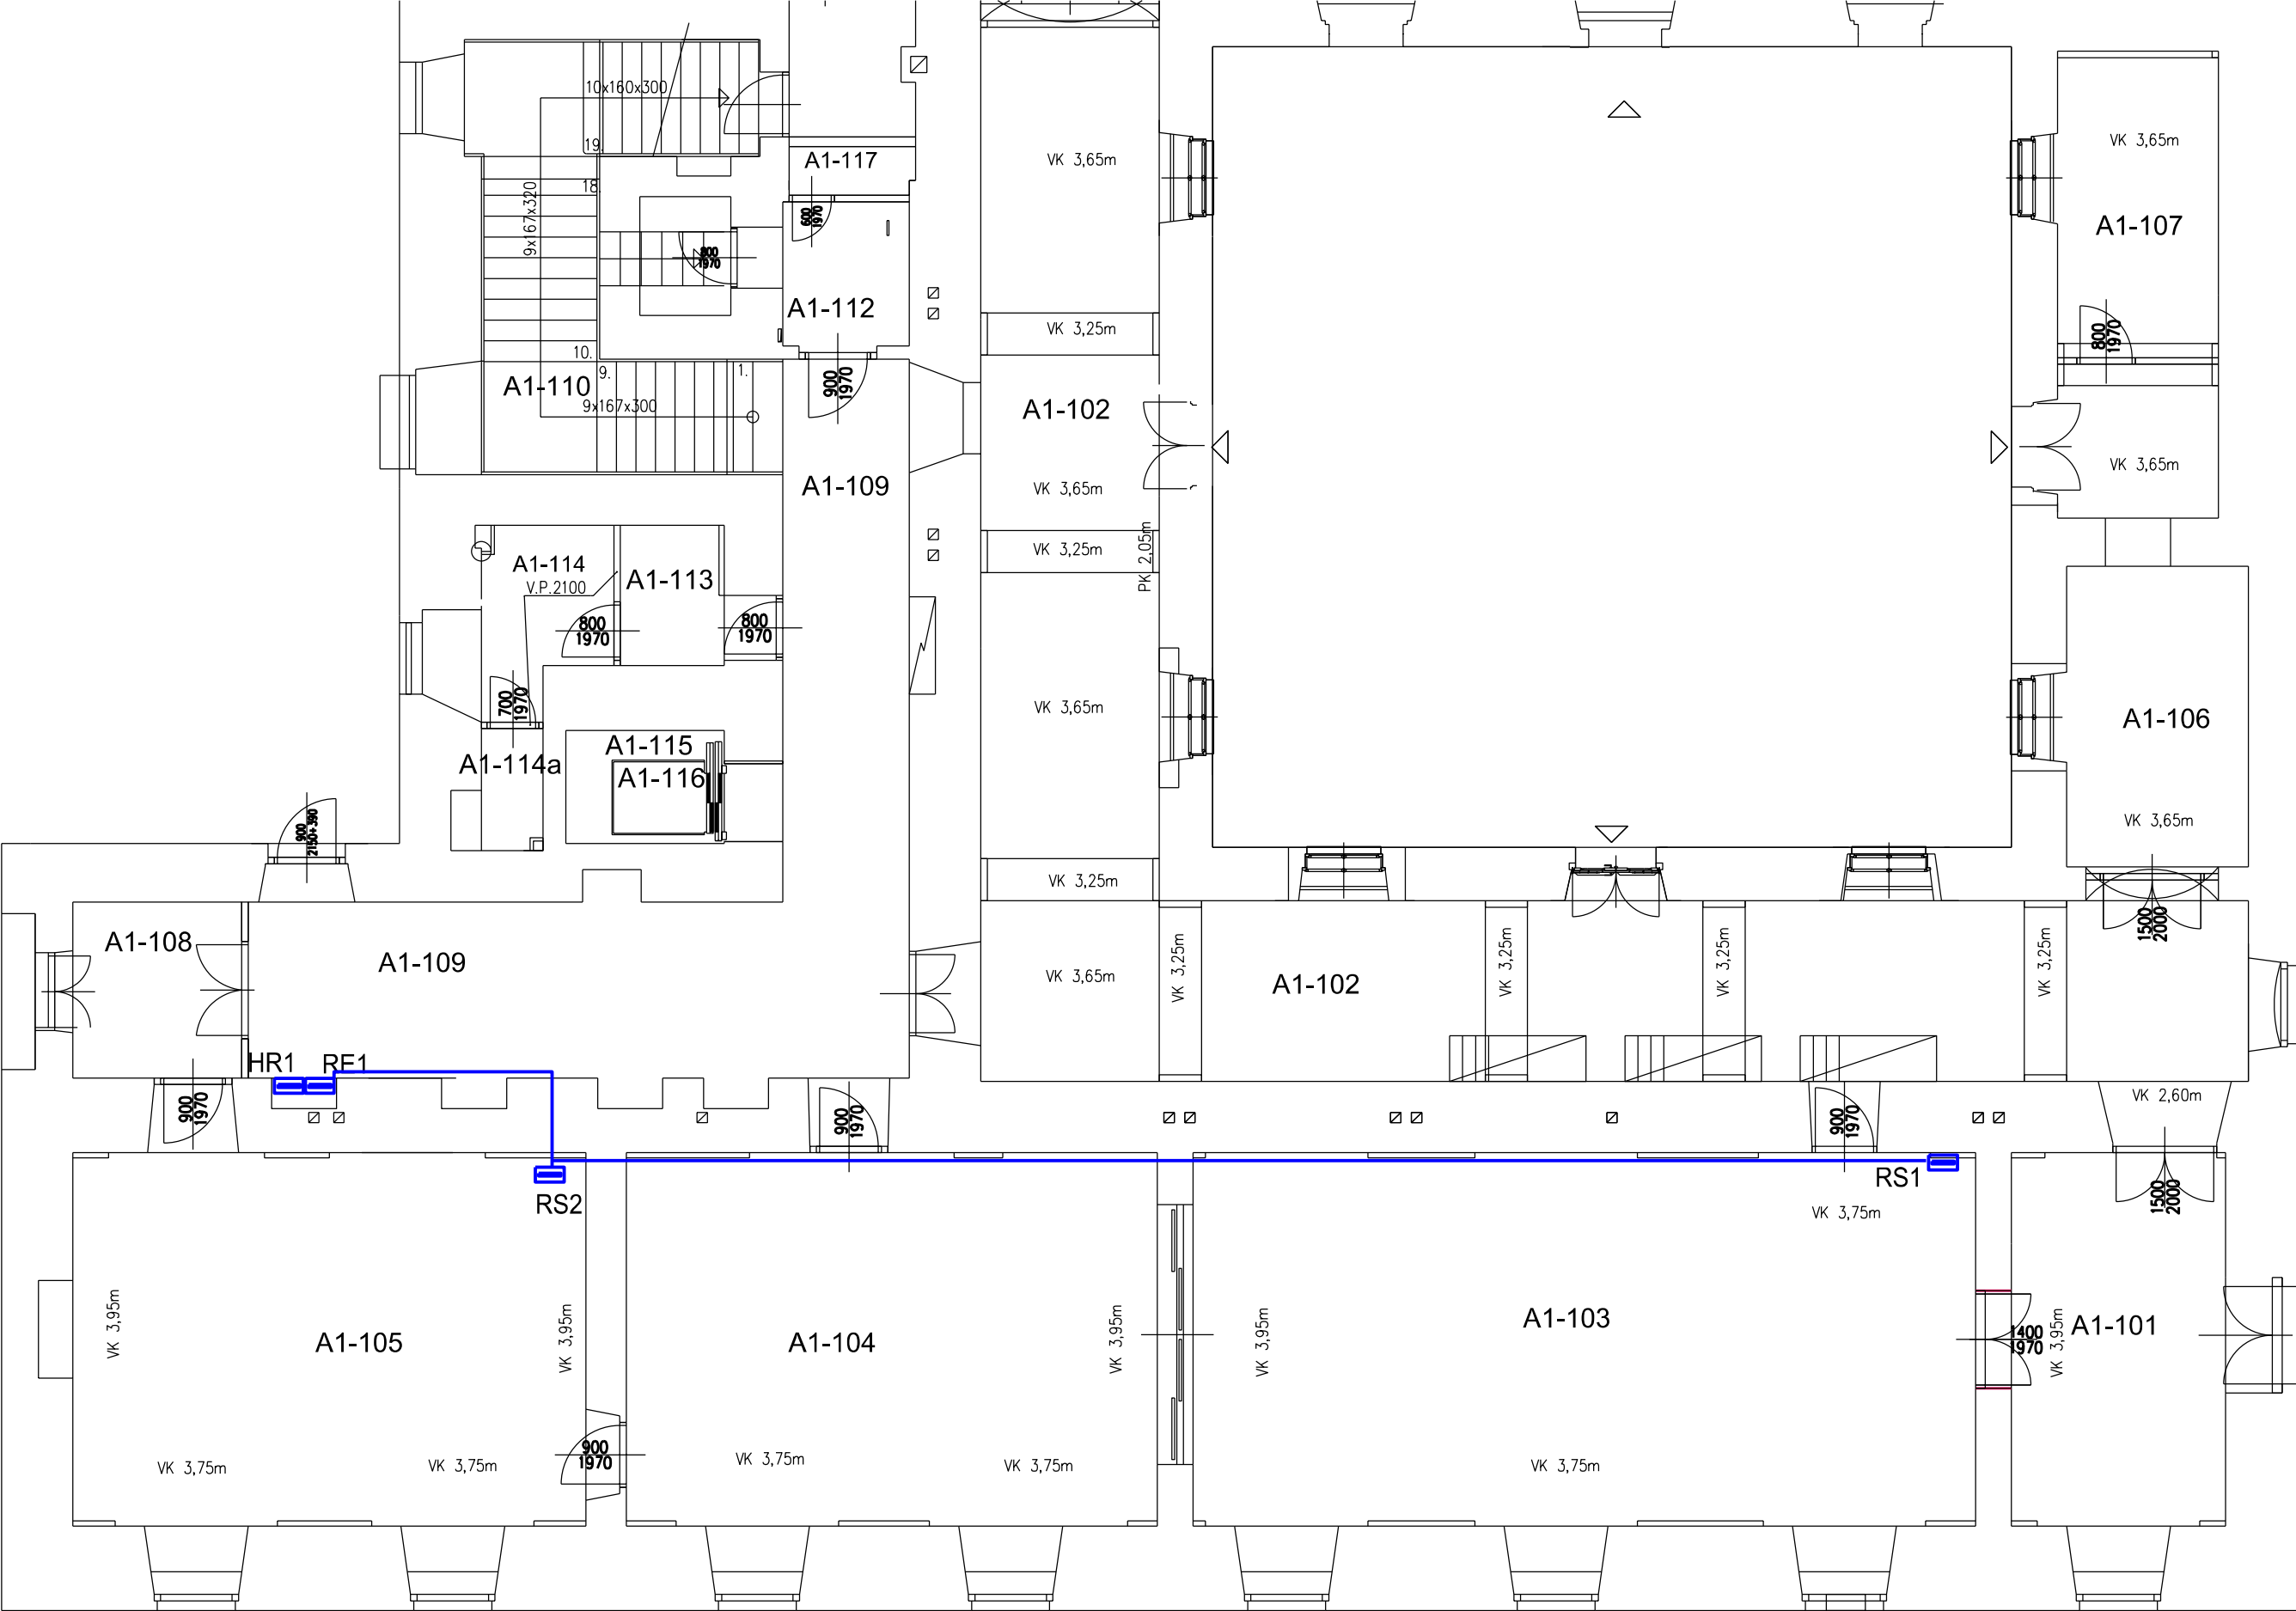 10x160x300
19.
A1-117
VK 3,65m
VK 3,65m
18.
9x167x320
600
1970
A1-107
800
1970
A1-112
VK 3,25m
800
1970
10.
9.
1.
A1-110
9x167x300
900
1970
A1-102
A1-109
VK 3,65m
VK 3,65m
VK 3,25m
PK 2,05m
A1-114
V.P.2100
A1-113
800
1970
800
1970
700
1970
VK 3,65m
A1-106
A1-115
A1-114a
A1-116
900
2150+390
VK 3,65m
VK 3,25m
1500
2000
A1-108
A1-109
VK 3,65m
VK 3,25m
A1-102
VK 3,25m
VK 3,25m
VK 3,25m
HR1
RE1
900
1970
900
1970
900
1970
VK 2,60m
RS2
RS1
1500
2000
VK 3,75m
VK 3,95m
A1-105
VK 3,95m
A1-104
VK 3,95m
VK 3,95m
A1-103
1400
1970
VK 3,95m
A1-101
900
1970
VK 3,75m
VK 3,75m
VK 3,75m
VK 3,75m
VK 3,75m